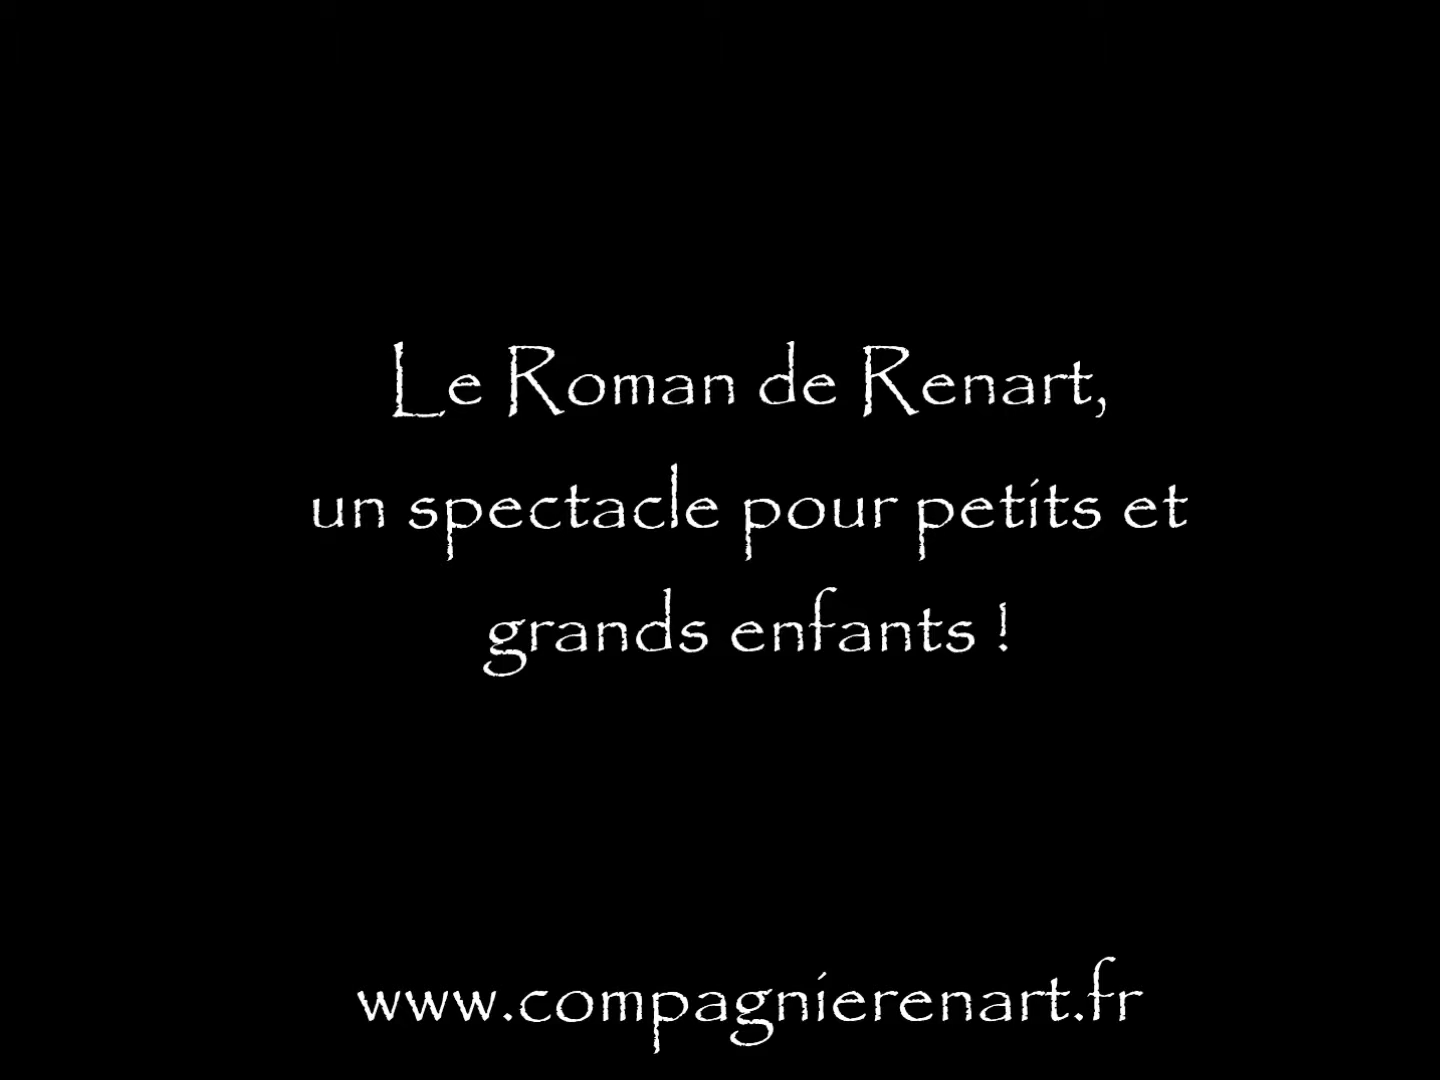 Le Roman de Renart,
un spectacle pour petits et
grands enfants !
www.compagnierenart.fr